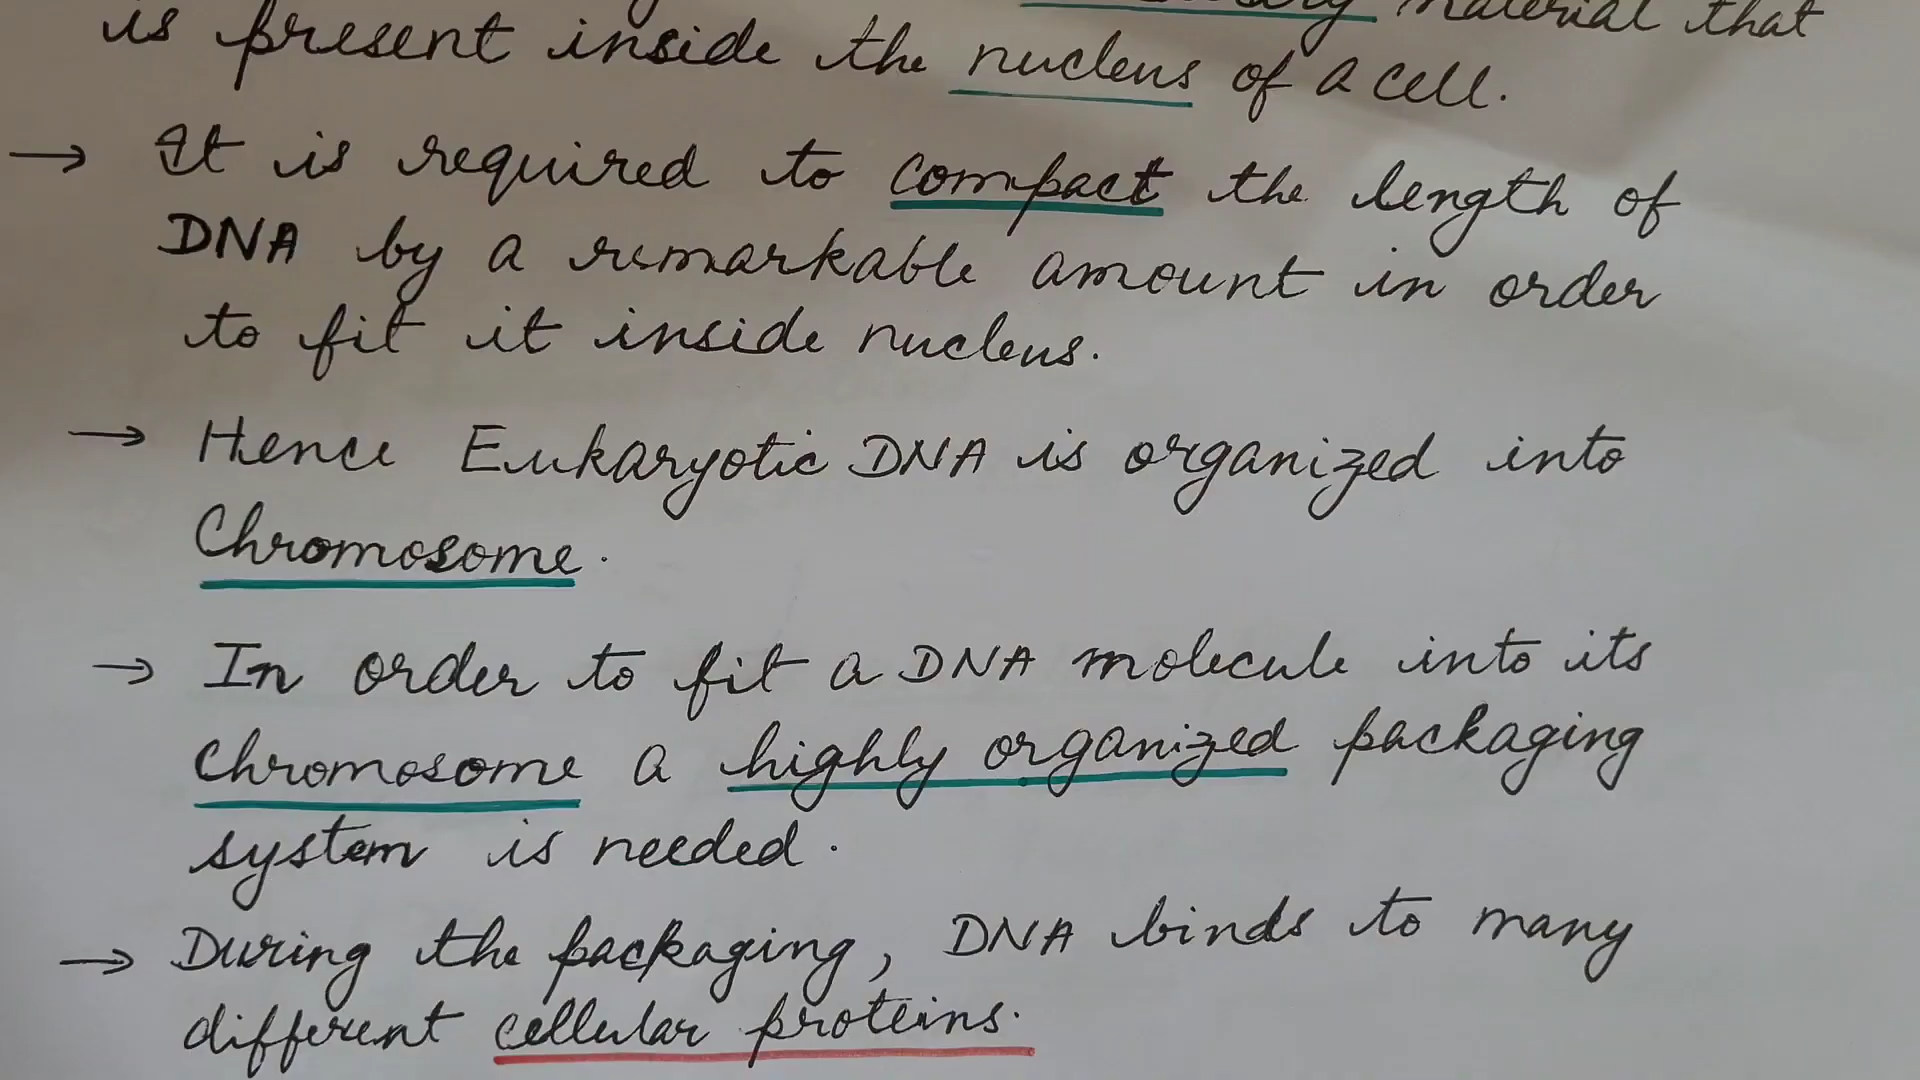 material that
is present inside the nucleus of a cell.
→ It is required to compact the length of
DNA by a remarkable amount in order
to fit it inside nucleus.
→ Hence Eukaryotic DNA is organized into
Chromosome.
→ In order to fit a DNA molecule into its
Chromosome a highly organized packaging
system is needed.
→ During the packaging, DNA binds to many
different cellular proteins.